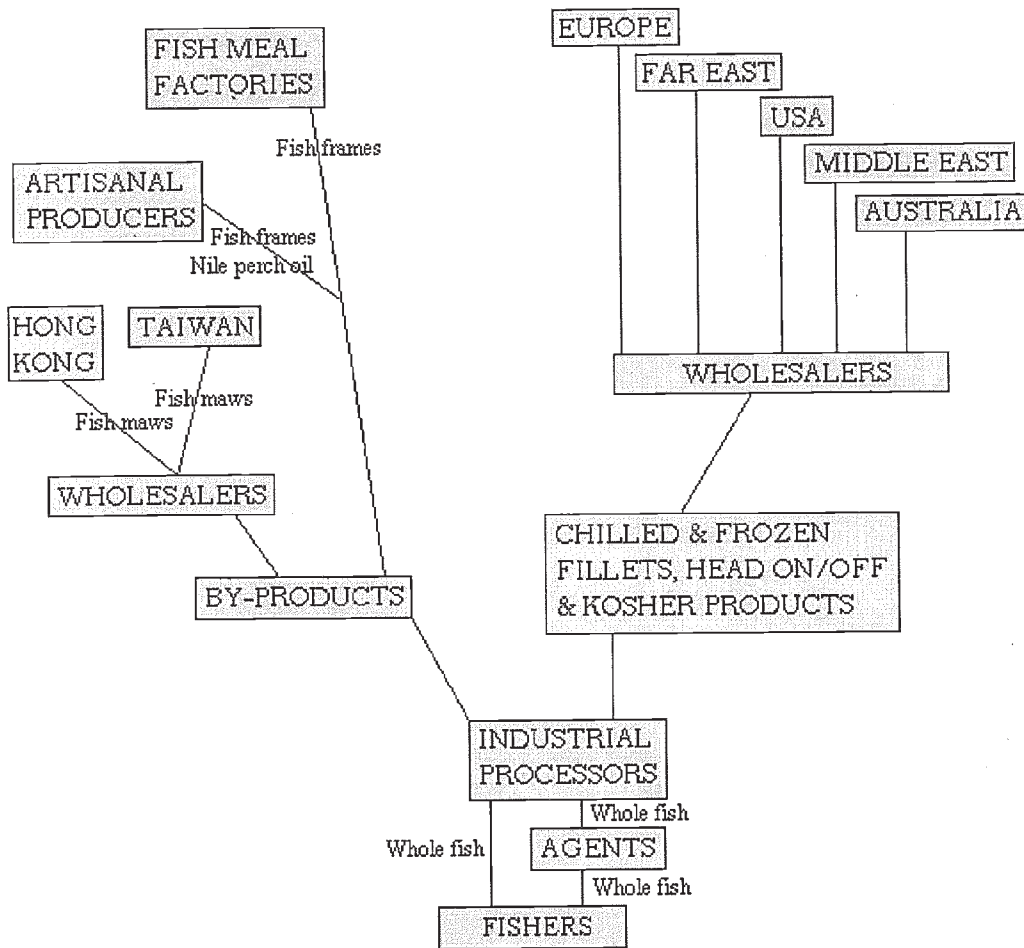 EUROPE
FISH MEAL
FACTORIES
FAR EAST
USA
Fish frames
MIDDLE EAST
ARTISANAL
PRODUCERS
AUSTRALIA
Fish frames
Nile perch oil
HONG
KONG
TAIWAN
WHOLESALERS
Fish maws
Fish maws
WHOLESALERS
CHILLED & FROZEN
FILLETS, HEAD ON/OFF
& KOSHER PRODUCTS
BY-PRODUCTS
INDUSTRIAL
PROCESSORS
Whole fish
Whole fish
AGENTS
Whole fish
FISHERS